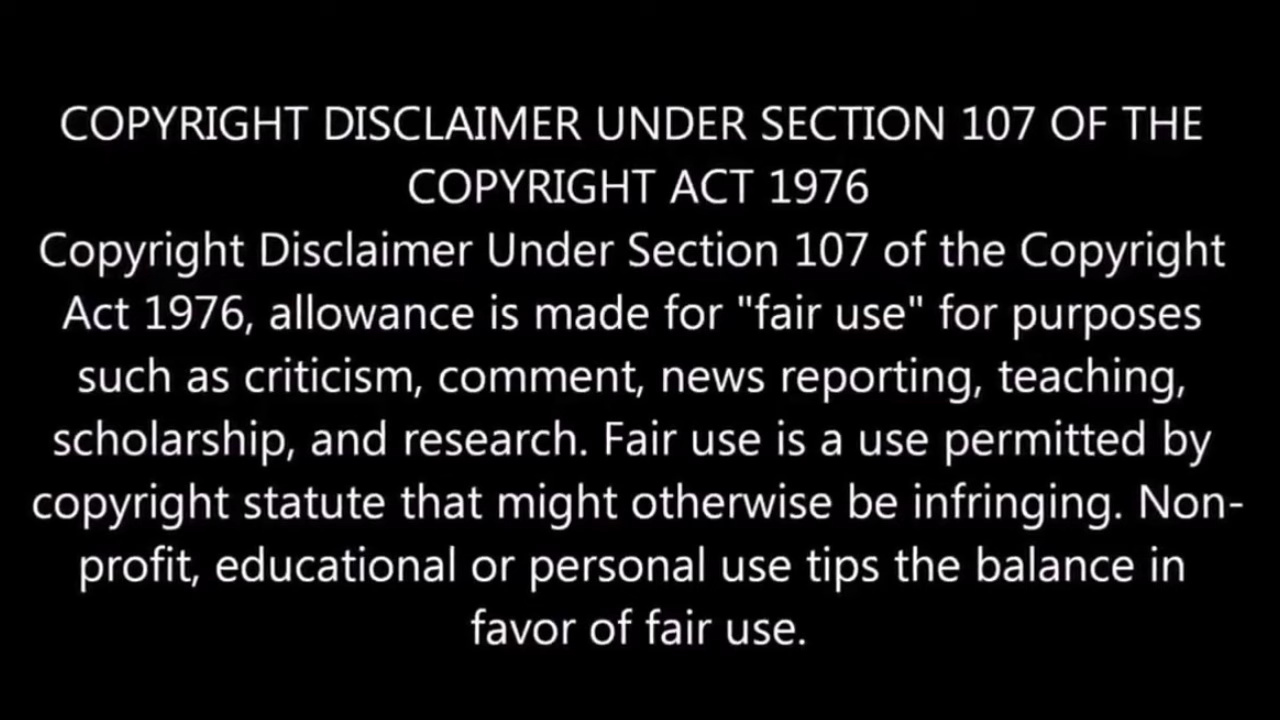 COPYRIGHT DISCLAIMER UNDER SECTION 107 OF THE
COPYRIGHT ACT 1976
Copyright Disclaimer Under Section 107 of the Copyright
Act 1976, allowance is made for "fair use" for purposes
such as criticism, comment, news reporting, teaching,
scholarship, and research. Fair use is a use permitted by
copyright statute that might otherwise be infringing. Non-
profit, educational or personal use tips the balance in
favor of fair use.